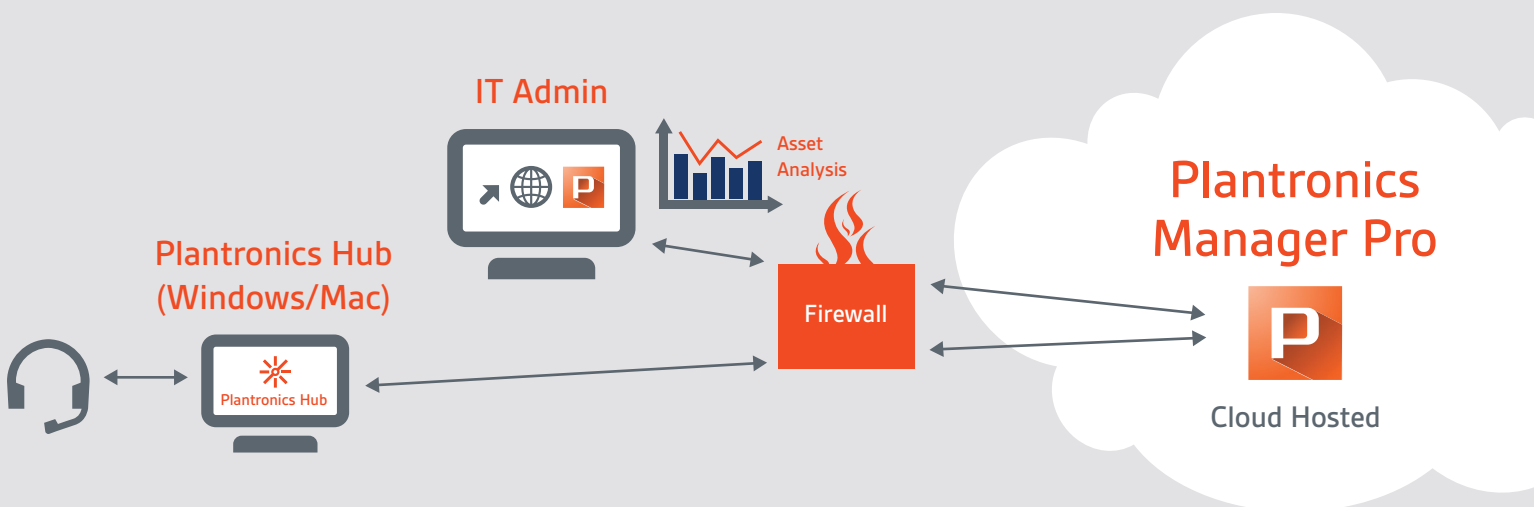 IT Admin
P
Asset
Analysis
Plantronics Hub
(Windows/Mac)
Plantronics Hub
Firewall
Plantronics
Manager Pro
P
Cloud Hosted